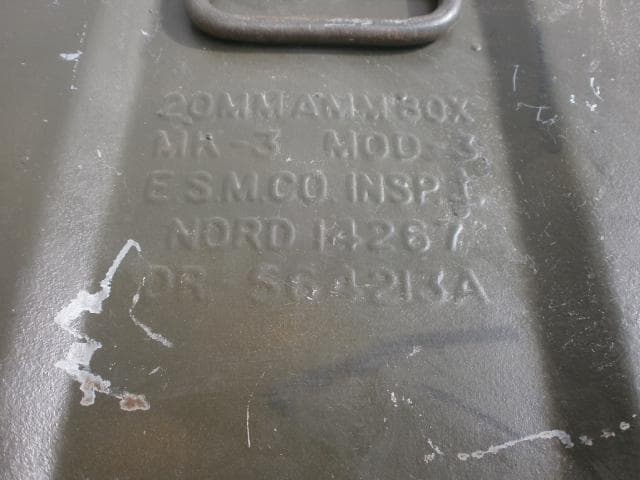 20MM AMM BOX
MK-3 MOD-3
E.S.M.CO. INSP.
NORD 14267
DR 564213A